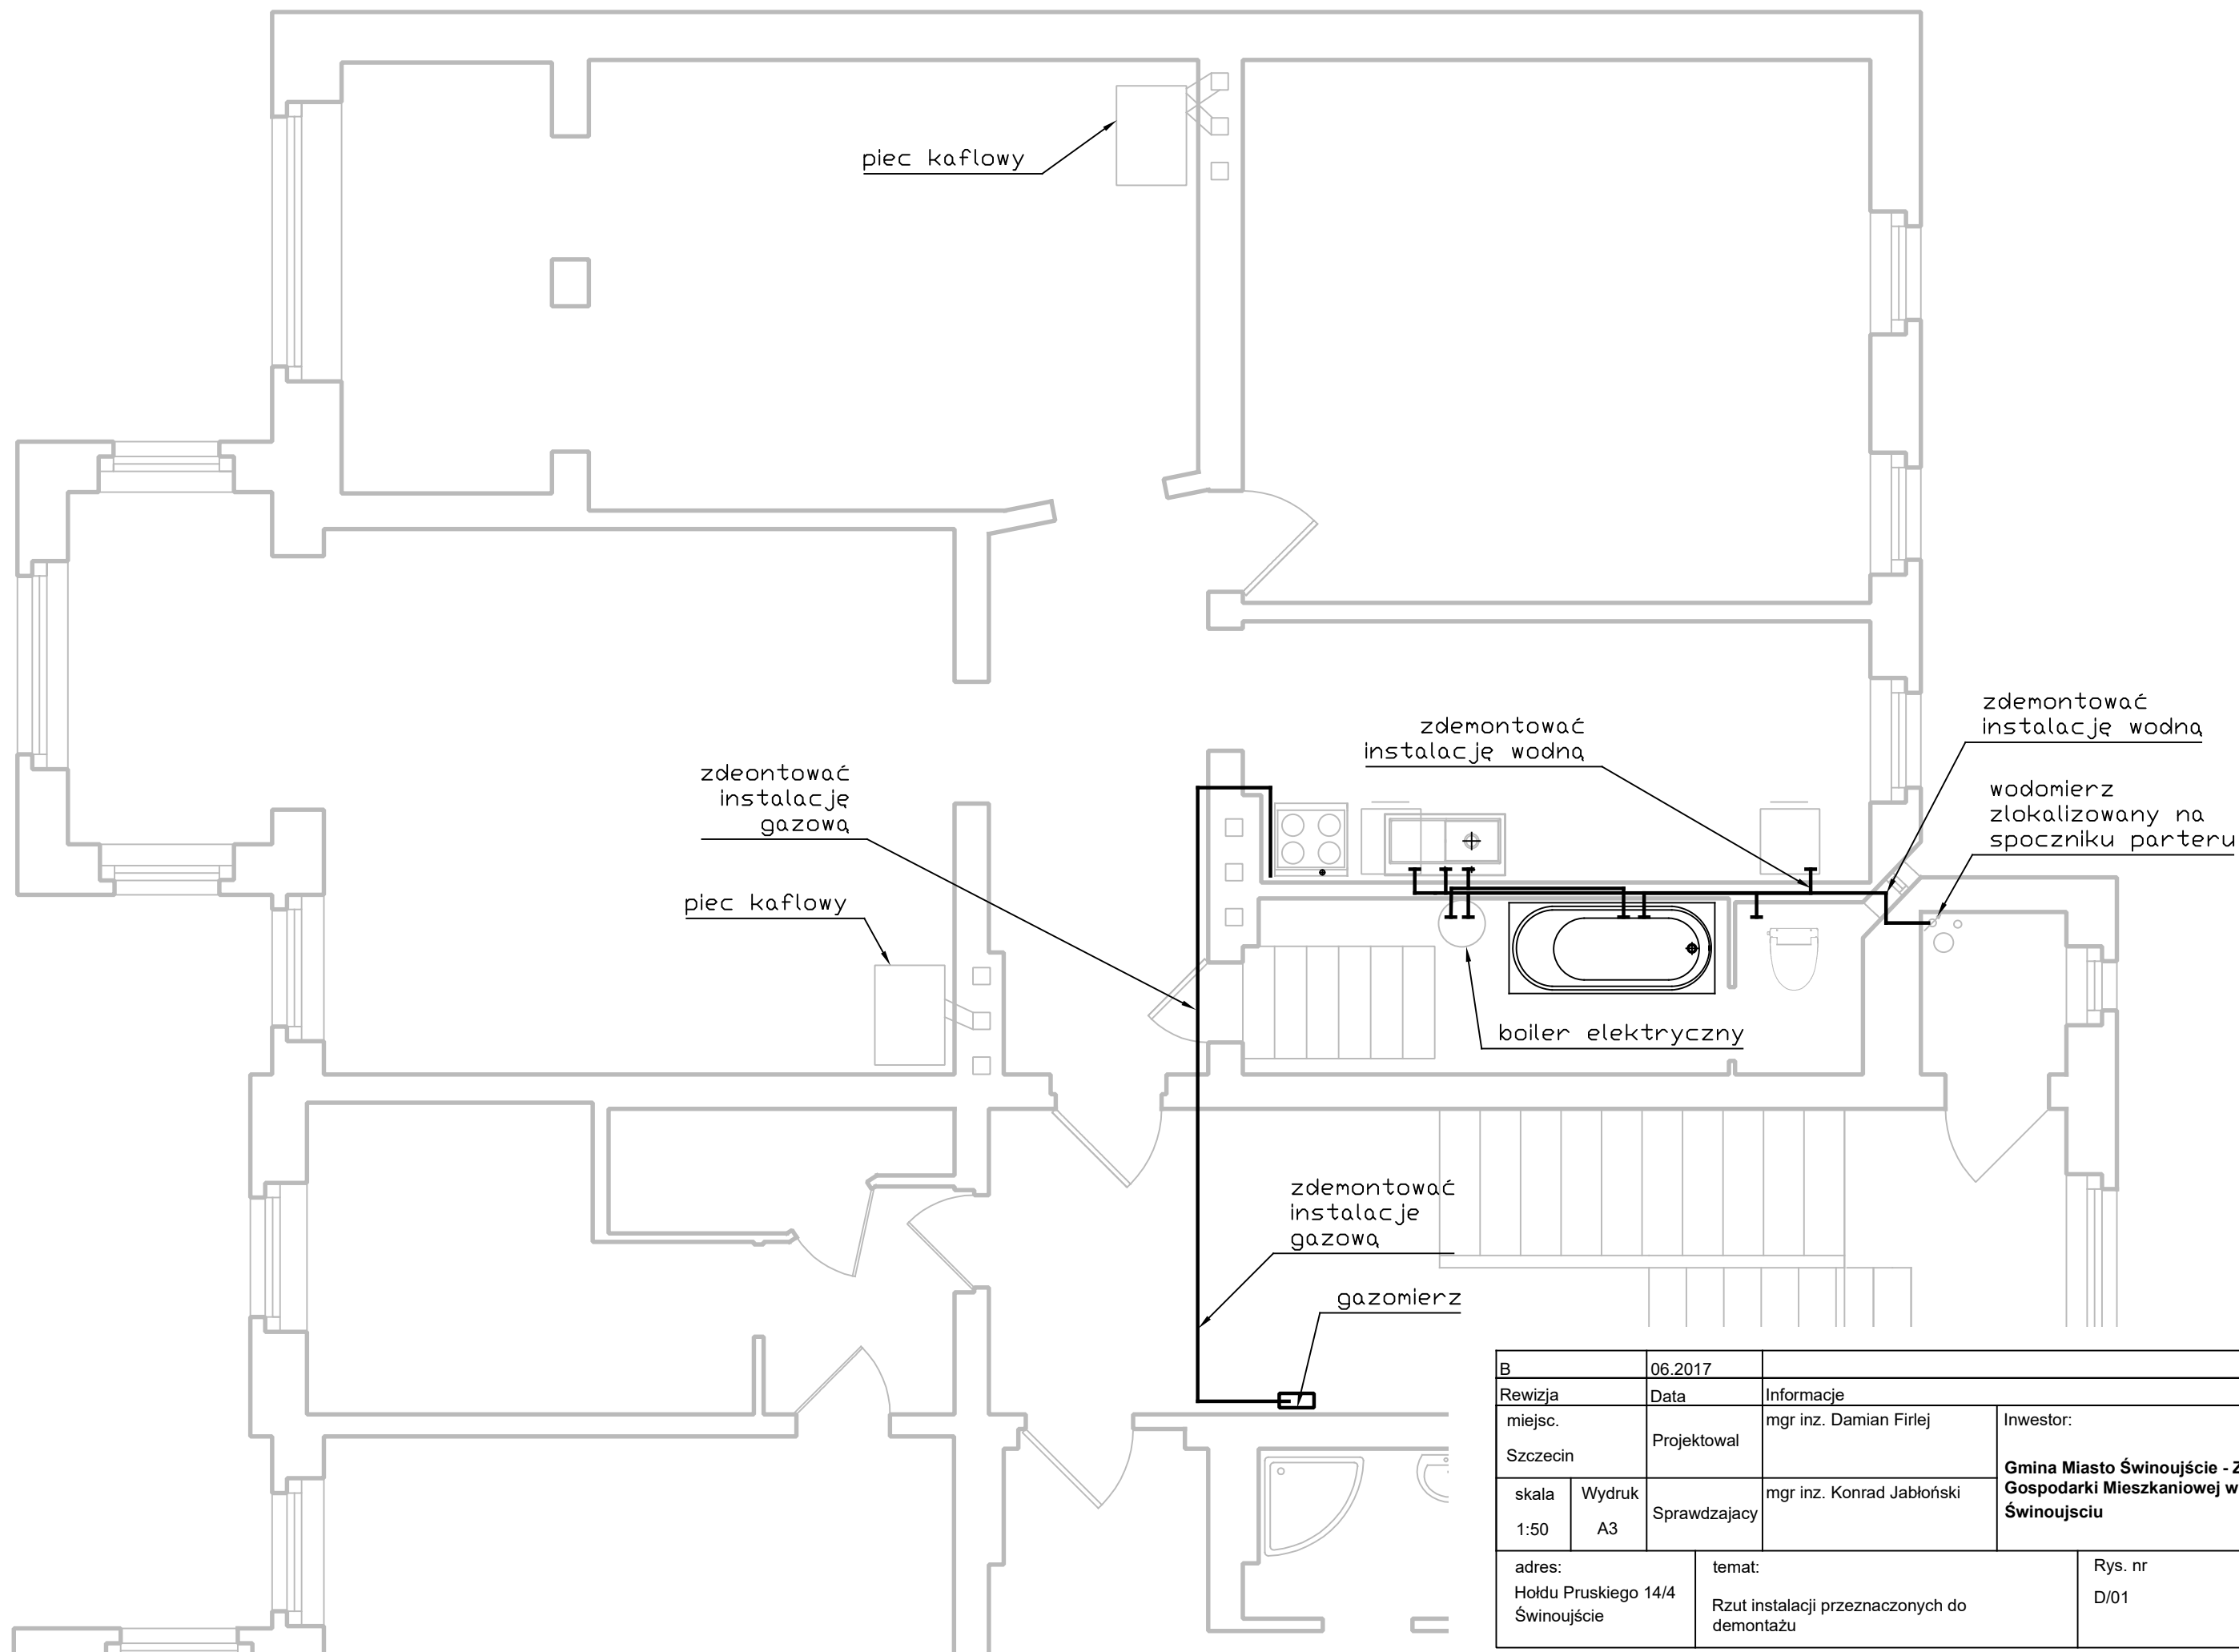 piec kaflowy
zdemontować
instalację wodną
zdemontować
instalację wodną
wodomierz
zlokalizowany na
spoczniku parteru
zdeontować
instalację
gazową
piec kaflowy
boiler elektryczny
zdemontować
instalacje
gazową
gazomierz
B 06.2017
Rewizja Data Informacje
miejsc.
Szczecin
Projektowal
mgr inz. Damian Firlej
Inwestor:
Gmina Miasto Świnoujście - Z
Gospodarki Mieszkaniowej w
Świnoujsciu
skala
1:50
Wydruk
A3
Sprawdzajacy
mgr inz. Konrad Jabłoński
adres:
Hołdu Pruskiego 14/4
Świnoujście
temat:
Rzut instalacji przeznaczonych do
demontażu
Rys. nr
D/01